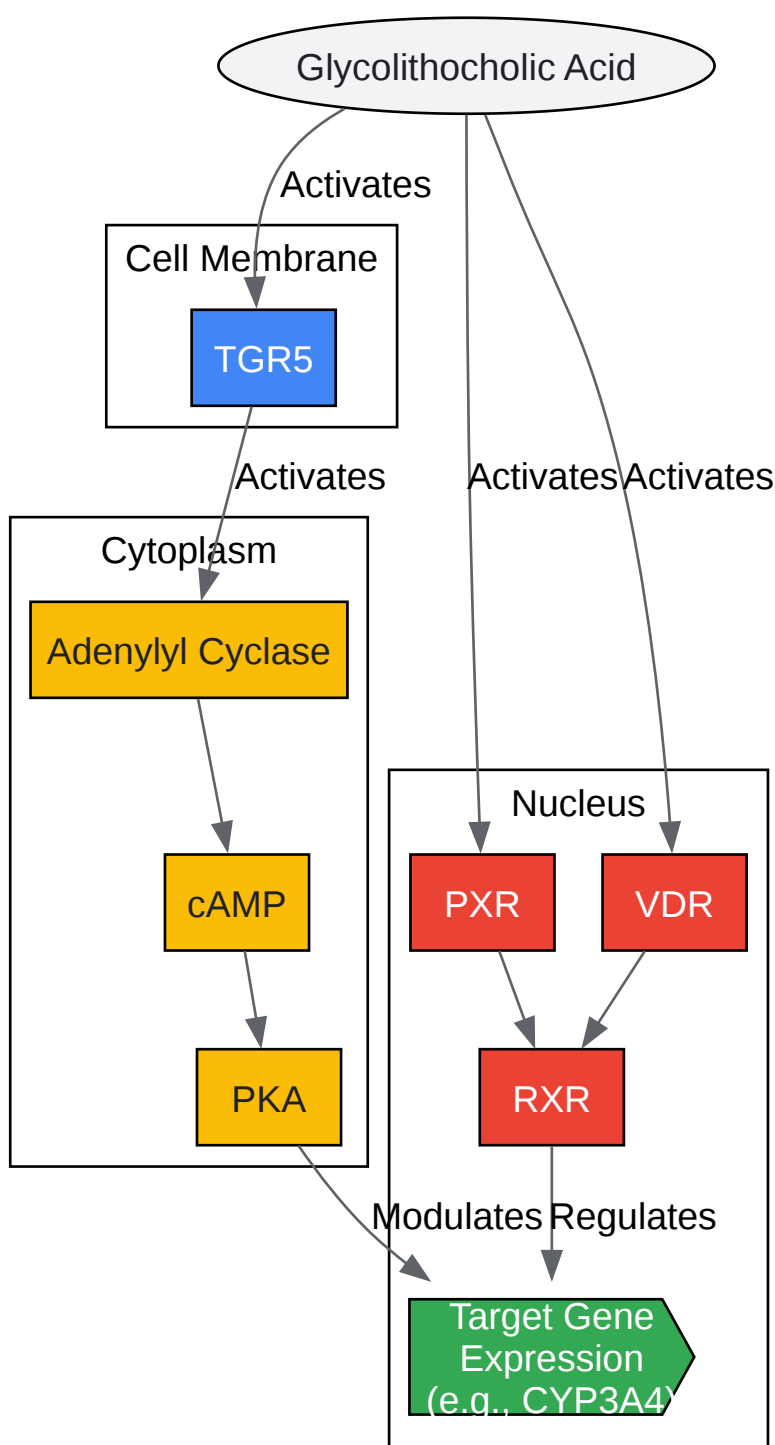 Glycolithocholic Acid
Activates
Cell Membrane
TGR5
Activates
Activates
Activates
Cytoplasm
Adenylyl Cyclase
Nucleus
cAMP
PXR
VDR
PKA
RXR
Modulates
Regulates
Target Gene
Expression
(e.g., CYP3A4)